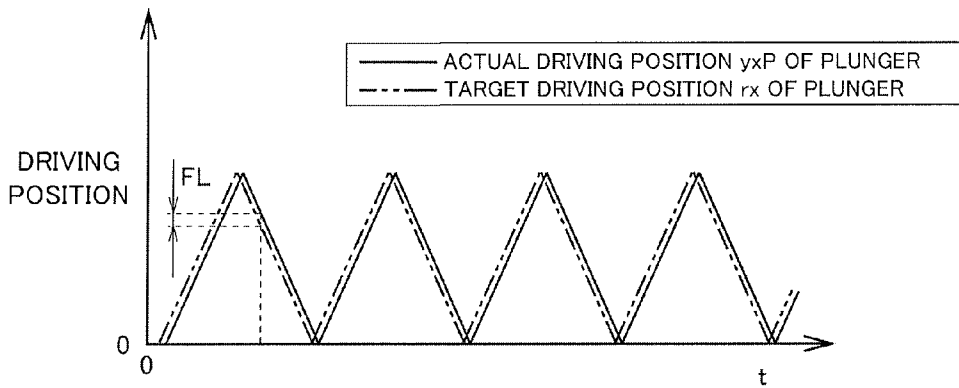 ACTUAL DRIVING POSITION yxP OF PLUNGER
TARGET DRIVING POSITION rx OF PLUNGER
DRIVING
POSITION
FL
0
0
t